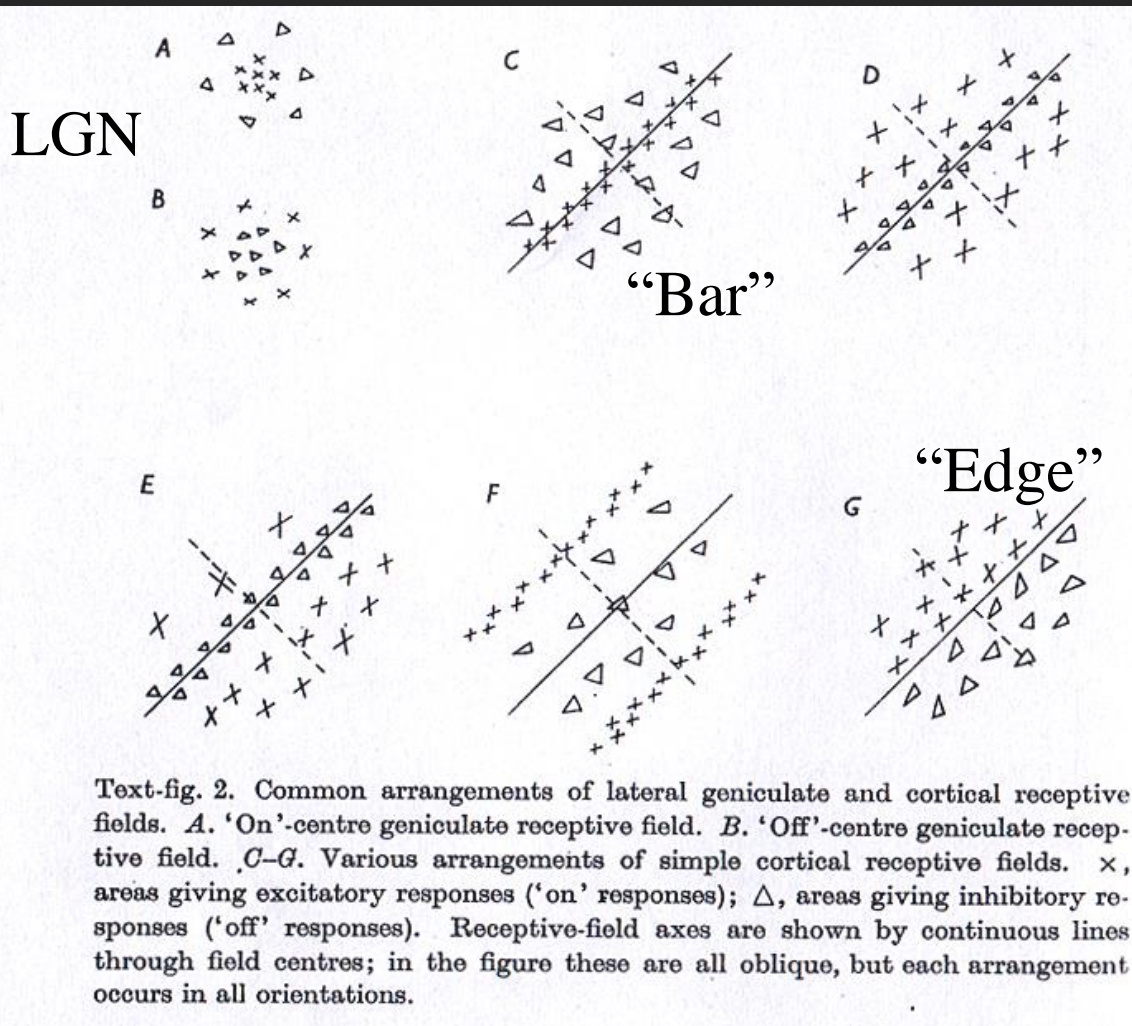 A
LGN
B
C
"Bar"
D
E
F
"Edge"
G
Text-fig. 2. Common arrangements of lateral geniculate and cortical receptive
fields. A. 'On'-centre geniculate receptive field. B. 'Off'-centre geniculate recep-
tive field. C–G. Various arrangements of simple cortical receptive fields. ×,
areas giving excitatory responses ('on' responses); △, areas giving inhibitory re-
sponses ('off' responses). Receptive-field axes are shown by continuous lines
through field centres; in the figure these are all oblique, but each arrangement
occurs in all orientations.